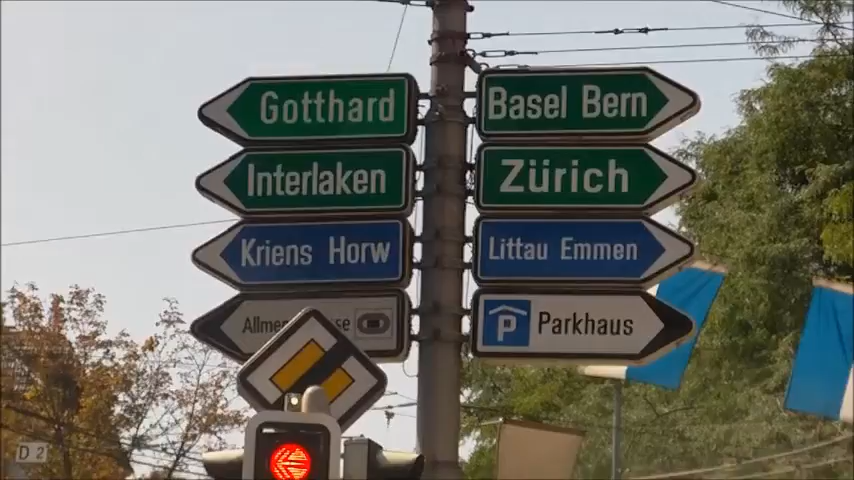 Gotthard
Basel Bern
Interlaken
Zürich
Kriens Horw
Littau Emmen
P Parkhaus
D 2